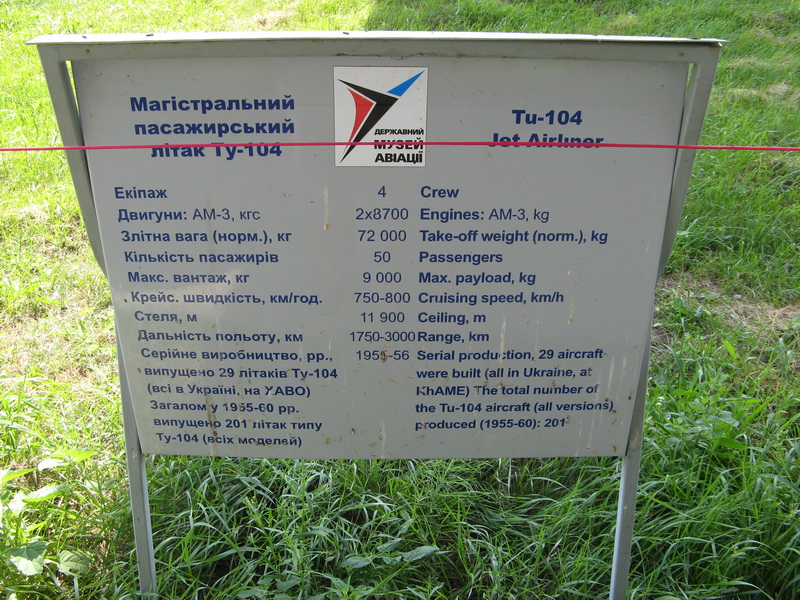 Магістральний
пасажирський
літак Ту-104
ДЕРЖАВНИЙ
МУЗЕЙ
АВІАЦІЇ
Tu-104
Jet Airliner
Екіпаж 4 Crew
Двигуни: АМ-3, кгс 2x8700 Engines: AM-3, kg
Злітна вага (норм.), кг 72 000 Take-off weight (norm.), kg
Кількість пасажирів 50 Passengers
Макс. вантаж, кг 9 000 Max. payload, kg
Крейс. швидкість, км/год. 750-800 Cruising speed, km/h
Стеля, м 11 900 Ceiling, m
Дальність польоту, км 1750-3000 Range, km
Серійне виробництво, рр., 1955-56 Serial production, 29 aircraft
випущено 29 літаків Ту-104 were built (all in Ukraine, at
(всі в Україні, на ХАВО) KhAME) The total number of
Загалом у 1955-60 рр. the Tu-104 aircraft (all versions)
випущено 201 літак типу produced (1955-60): 201
Ту-104 (всіх моделей)